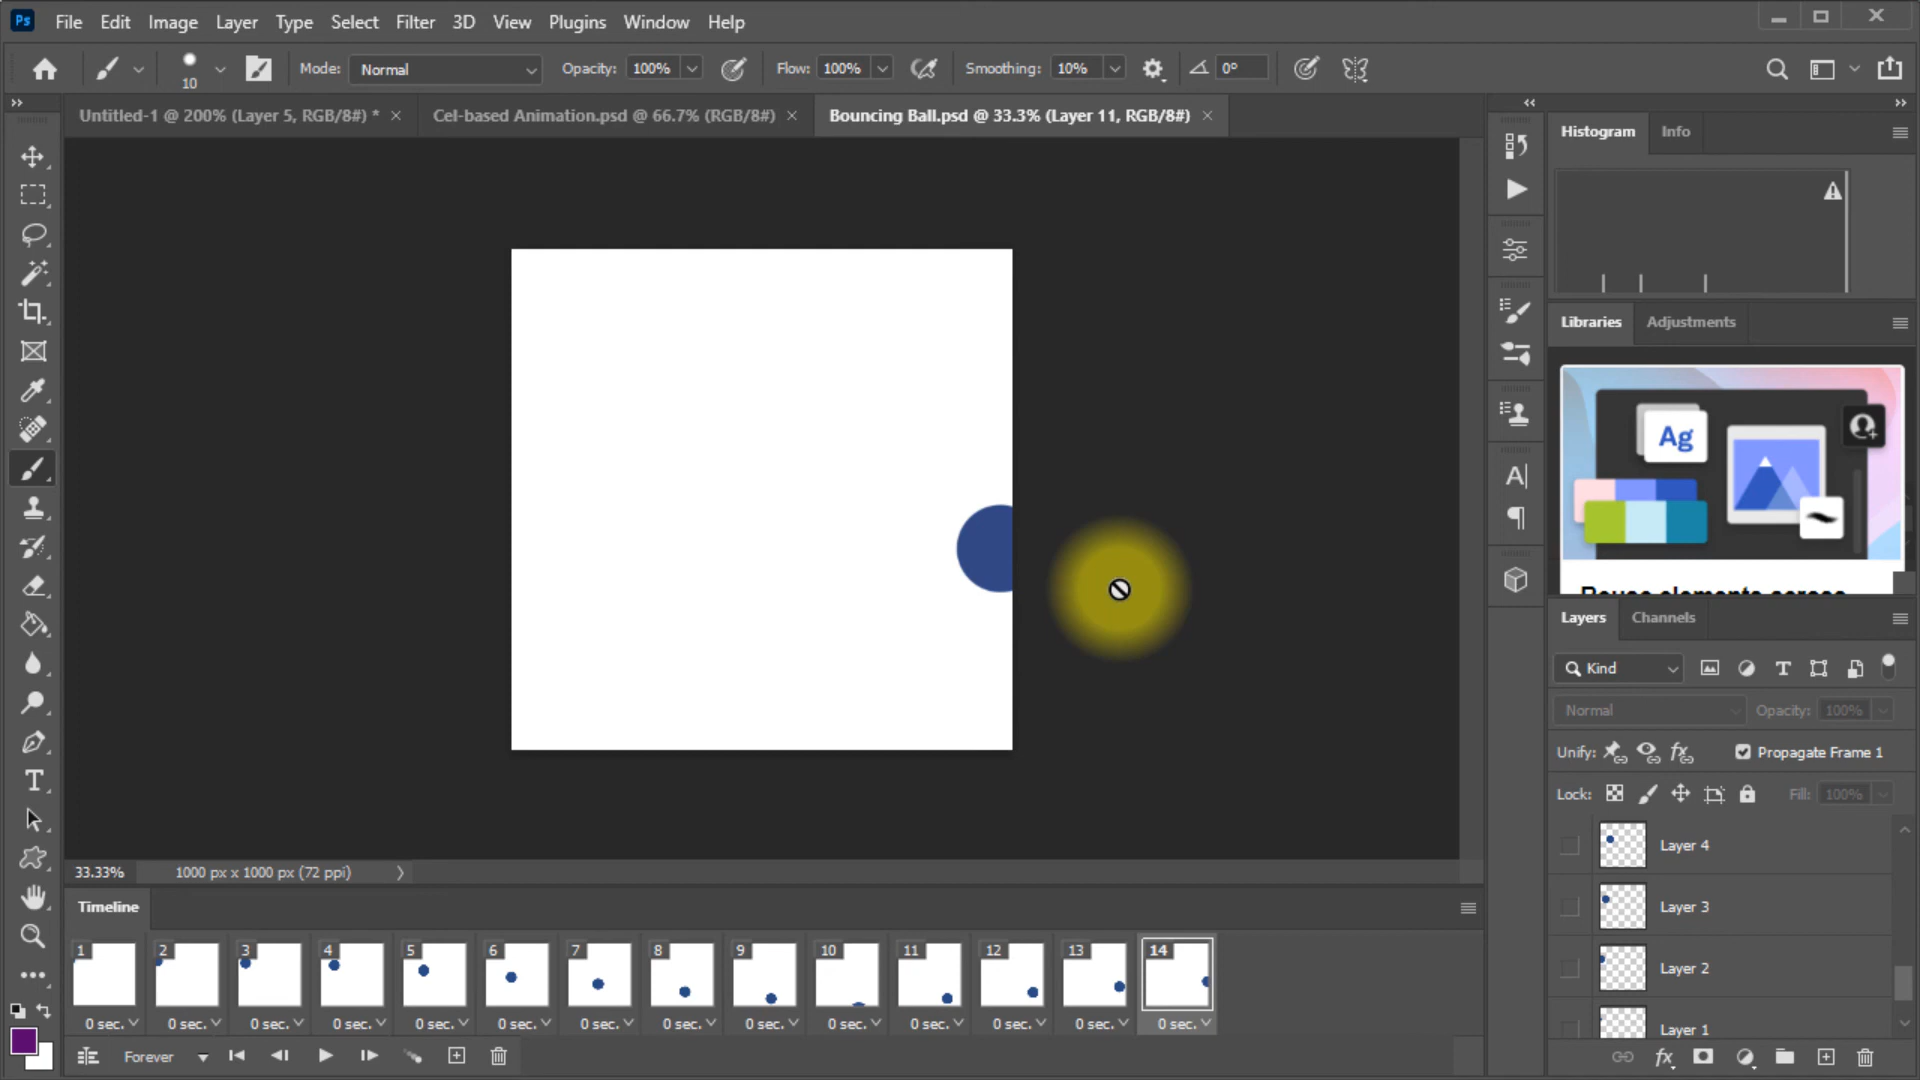 Ps File Edit Image Layer Type Select Filter 3D View Plugins Window Help
10 Mode: Normal Opacity: 100% Flow: 100% Smoothing: 10% 0°
Untitled-1 @ 200% (Layer 5, RGB/8#) * × Cel-based Animation.psd @ 66.7% (RGB/8#) × Bouncing Ball.psd @ 33.3% (Layer 11, RGB/8#) ×
Histogram Info
Libraries Adjustments
Ag
Reuse elements across
Layers Channels
Kind
Normal Opacity: 100%
Unify: Propagate Frame 1
Lock: Fill: 100%
Layer 4
Layer 3
Layer 2
Layer 1
33.33% 1000 px x 1000 px (72 ppi)
Timeline
1 2 3 4 5 6 7 8 9 10 11 12 13 14
0 sec. 0 sec. 0 sec. 0 sec. 0 sec. 0 sec. 0 sec. 0 sec. 0 sec. 0 sec. 0 sec. 0 sec. 0 sec. 0 sec.
Forever